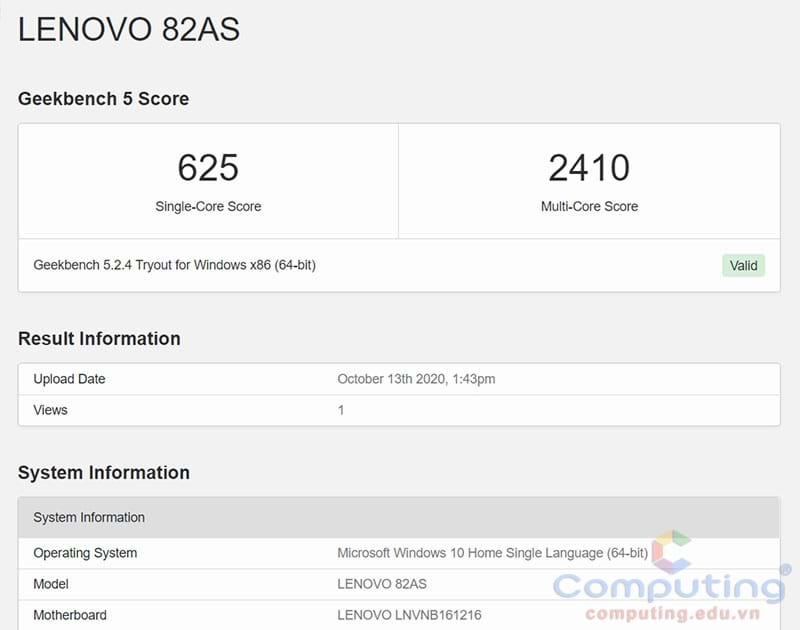 LENOVO 82AS
Geekbench 5 Score
625
Single-Core Score
2410
Multi-Core Score
Geekbench 5.2.4 Tryout for Windows x86 (64-bit)
Valid
Result Information
Upload Date
October 13th 2020, 1:43pm
Views
1
System Information
System Information
Operating System
Microsoft Windows 10 Home Single Language (64-bit)
Model
LENOVO 82AS
Motherboard
LENOVO LNVNB161216
Computing®
computing.edu.vn